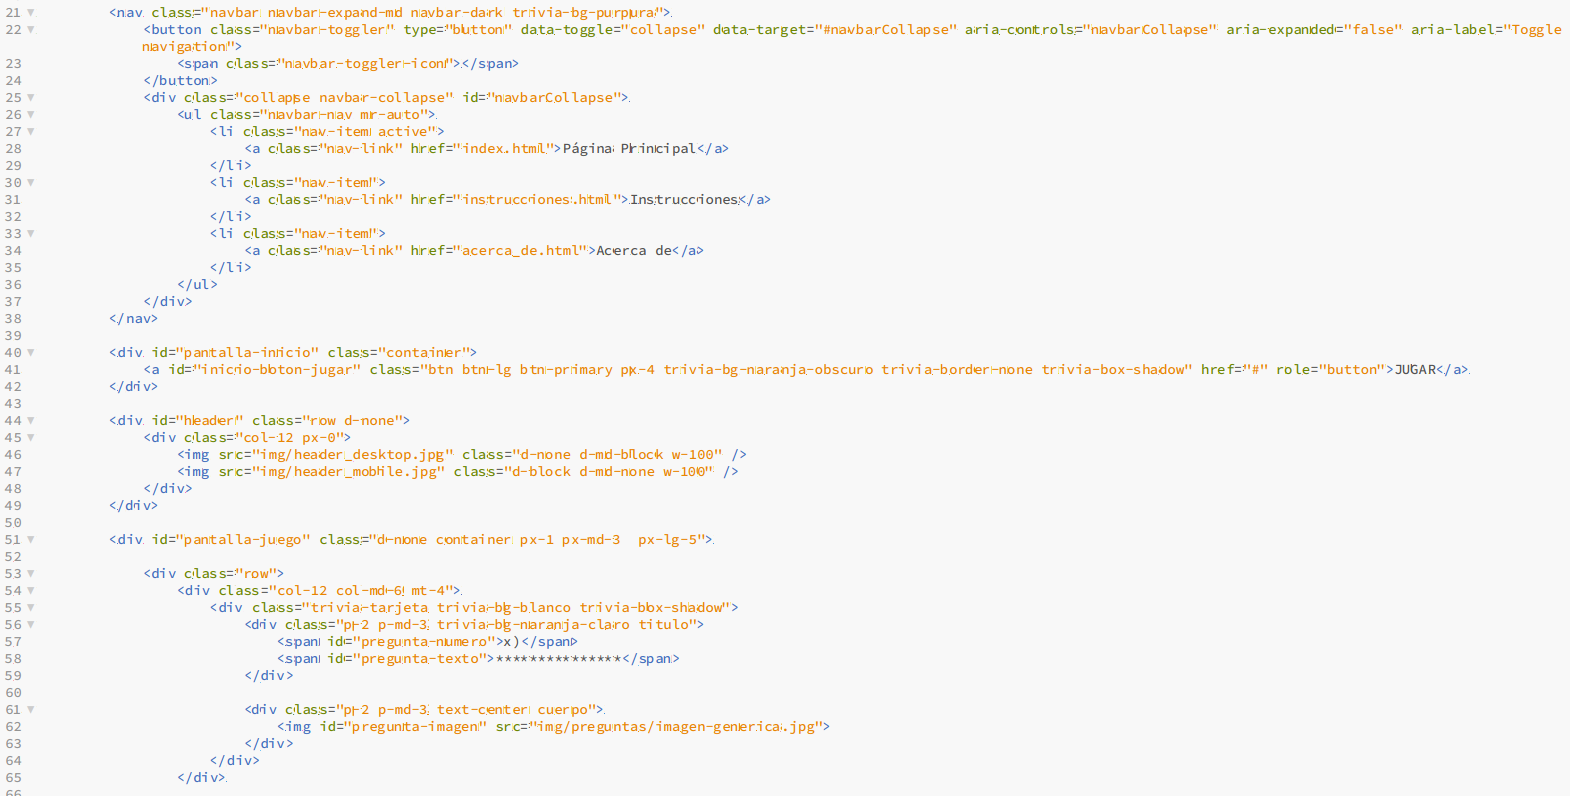 21 <nav class="navbar navbar-expand-md navbar-dark trivia-bg-purpura">
22 <button class="navbar-toggler" type="button" data-toggle="collapse" data-target="#navbarCollapse" aria-controls="navbarCollapse" aria-expanded="false" aria-label="Toggle
navigation">
23 <span class="navbar-toggler-icon"></span>
24 </button>
25 <div class="collapse navbar-collapse" id="navbarCollapse">
26 <ul class="navbar-nav mr-auto">
27 <li class="nav-item active">
28 <a class="nav-link" href="index.html">Página Principal</a>
29 </li>
30 <li class="nav-item">
31 <a class="nav-link" href="instrucciones.html">Instrucciones</a>
32 </li>
33 <li class="nav-item">
34 <a class="nav-link" href="acerca_de.html">Acerca de</a>
35 </li>
36 </ul>
37 </div>
38 </nav>
39
40 <div id="pantalla-inicio" class="container">
41 <a id="inicio-boton-jugar" class="btn btn-lg btn-primary px-4 trivia-bg-naranja-obscuro trivia-border-none trivia-box-shadow" href="#" role="button">JUGAR</a>
42 </div>
43
44 <div id="header" class="row d-none">
45 <div class="col-12 px-0">
46 <img src="img/header_desktop.jpg" class="d-none d-md-block w-100" />
47 <img src="img/header_mobile.jpg" class="d-block d-md-none w-100" />
48 </div>
49 </div>
50
51 <div id="pantalla-juego" class="d-none container px-1 px-md-3  px-lg-5">
52
53 <div class="row">
54 <div class="col-12 col-md-6 mt-4">
55 <div class="trivia-tarjeta trivia-bg-blanco trivia-box-shadow">
56 <div class="p-2 p-md-3 trivia-bg-naranja-claro titulo">
57 <span id="pregunta-numero">x)</span>
58 <span id="pregunta-texto">***************</span>
59 </div>
60
61 <div class="p-2 p-md-3 text-center cuerpo">
62 <img id="pregunta-imagen" src="img/preguntas/imagen-generica.jpg">
63 </div>
64 </div>
65 </div>
66